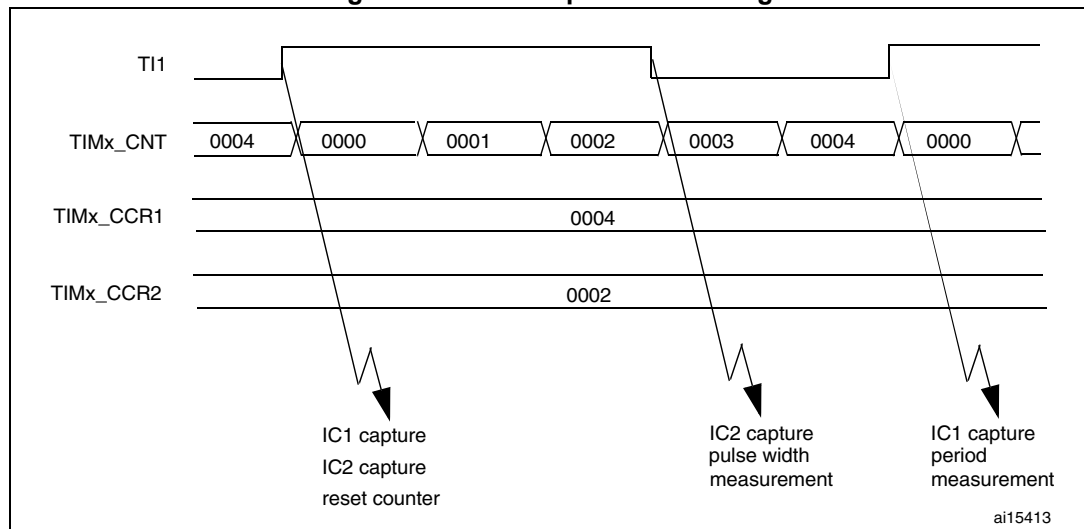 TI1
TIMx_CNT 0004 0000 0001 0002 0003 0004 0000
TIMx_CCR1 0004
TIMx_CCR2 0002
IC1 capture
IC2 capture
reset counter
IC2 capture
pulse width
measurement
IC1 capture
period
measurement
ai15413